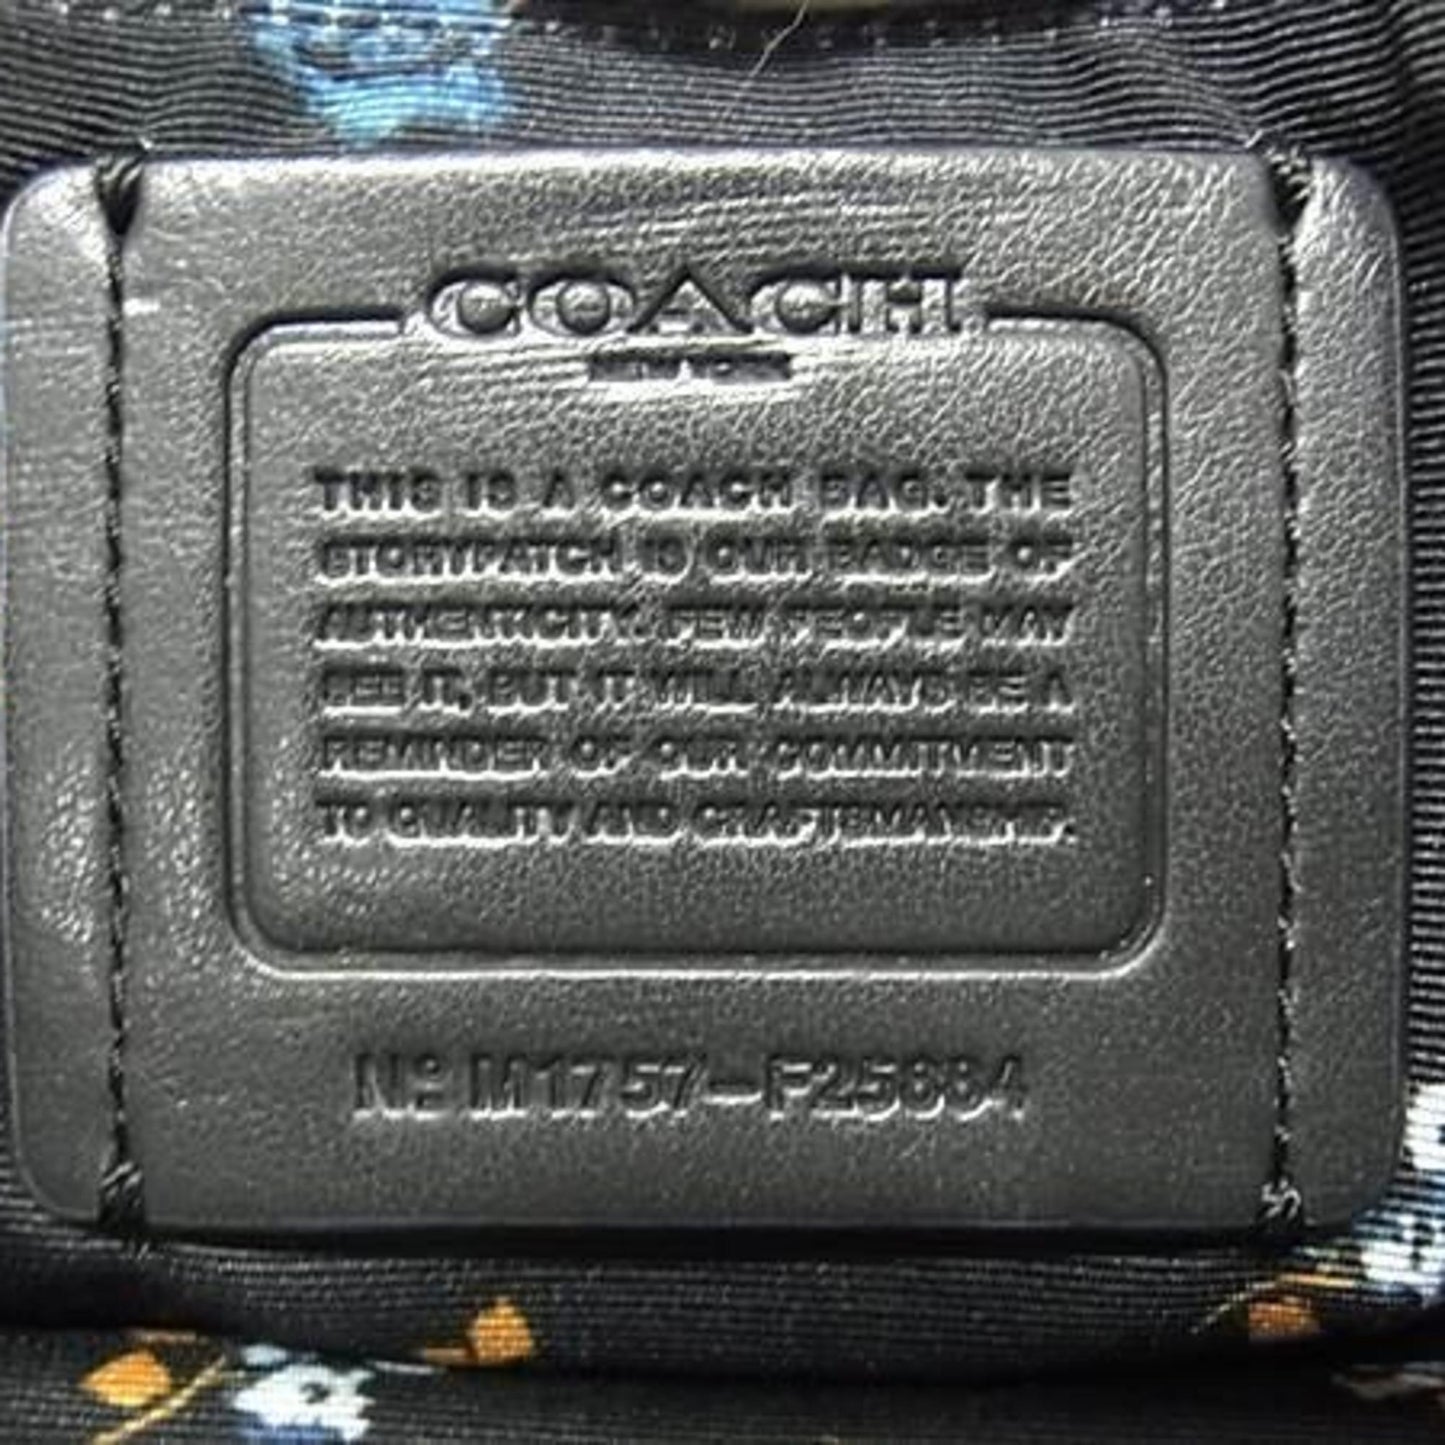 COACH
NEW YORK
THIS IS A COACH BAG. THE
STORYPATCH IS OUR BADGE OF
AUTHENTICITY. FEW PEOPLE MAY
SEE IT, BUT IT WILL ALWAYS BE A
REMINDER OF OUR COMMITMENT
TO QUALITY AND CRAFTSMANSHIP.
Nº M1757-F25884